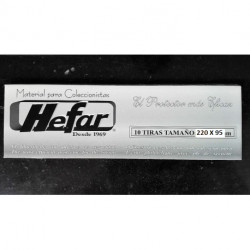 Material para Coleccionistas
El Protector más Eficaz
Hefar
Desde 1969
10 TIRAS TAMAÑO 220 X 95